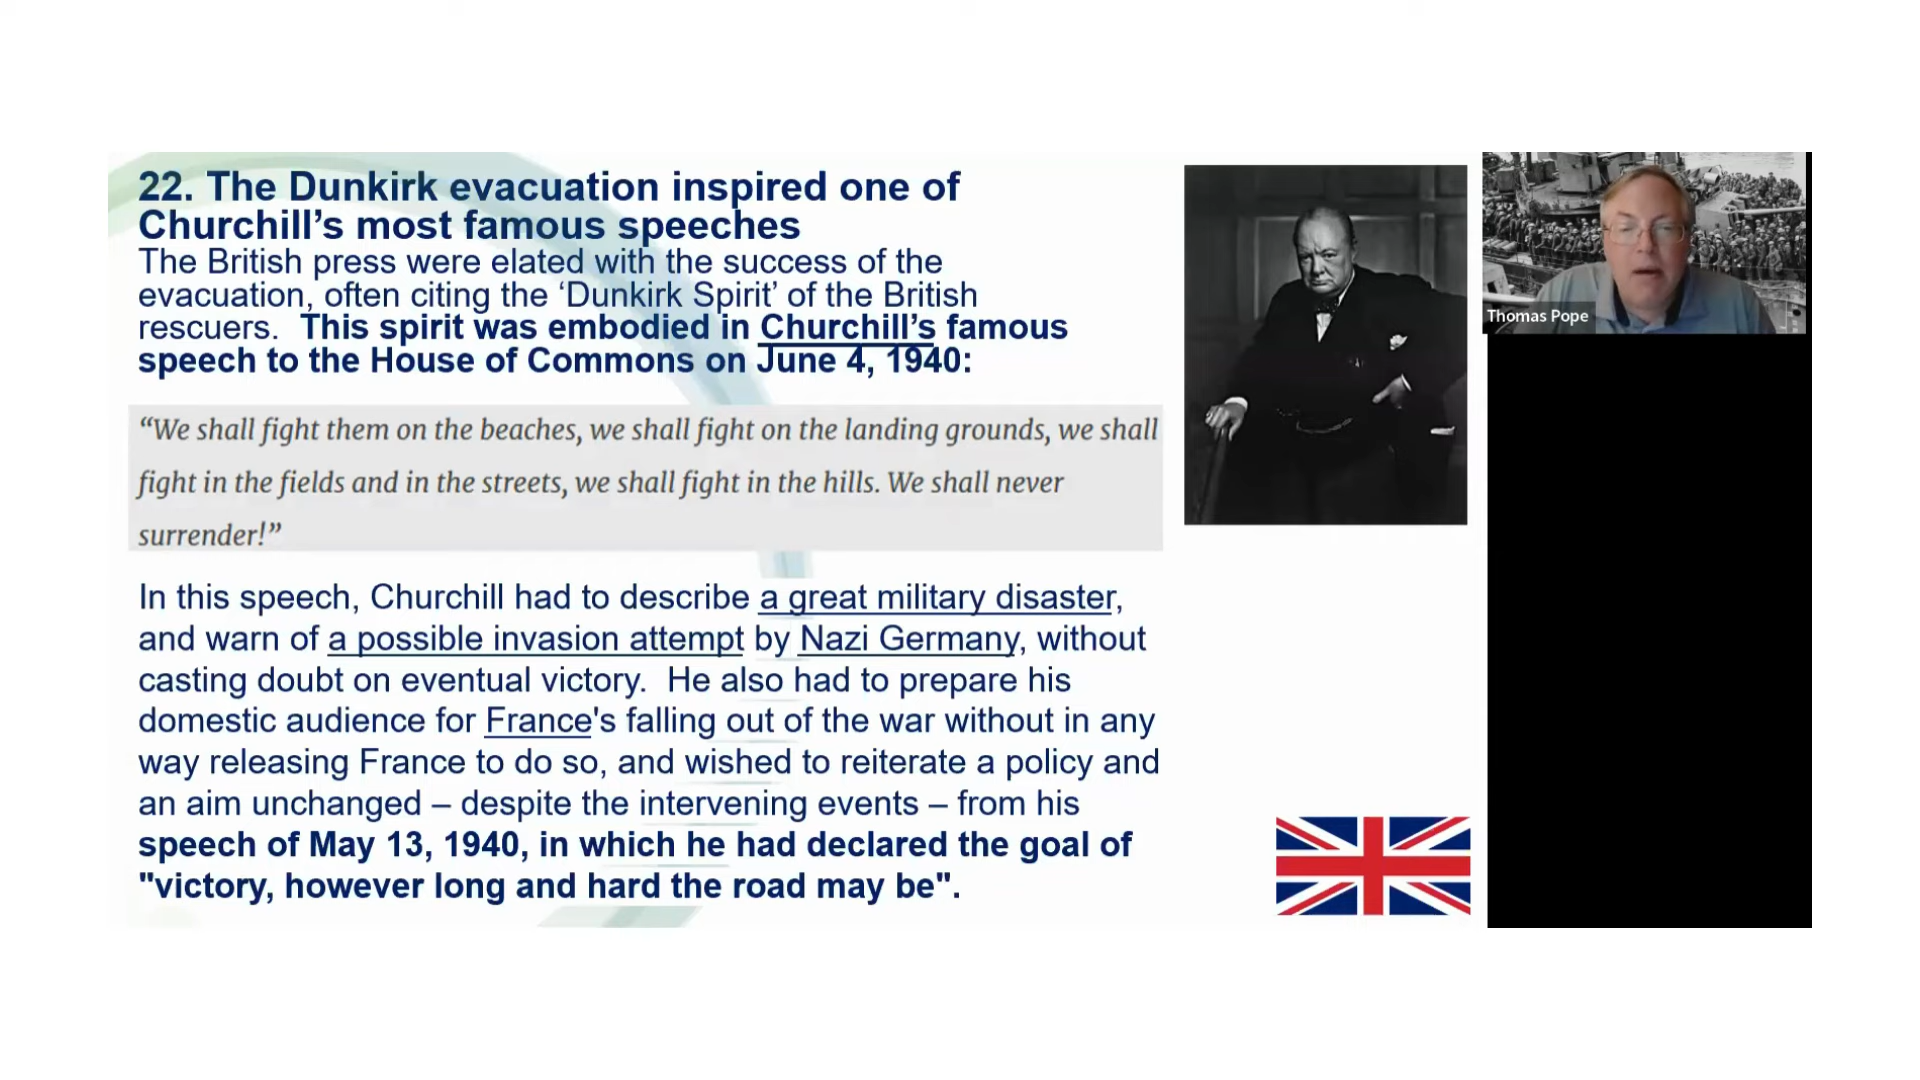 22. The Dunkirk evacuation inspired one of
Churchill’s most famous speeches
The British press were elated with the success of the
evacuation, often citing the ‘Dunkirk Spirit’ of the British
rescuers.  This spirit was embodied in Churchill’s famous
speech to the House of Commons on June 4, 1940:
“We shall fight them on the beaches, we shall fight on the landing grounds, we shall
fight in the fields and in the streets, we shall fight in the hills. We shall never
surrender!”
In this speech, Churchill had to describe a great military disaster,
and warn of a possible invasion attempt by Nazi Germany, without
casting doubt on eventual victory.  He also had to prepare his
domestic audience for France's falling out of the war without in any
way releasing France to do so, and wished to reiterate a policy and
an aim unchanged – despite the intervening events – from his
speech of May 13, 1940, in which he had declared the goal of
"victory, however long and hard the road may be".
Thomas Pope